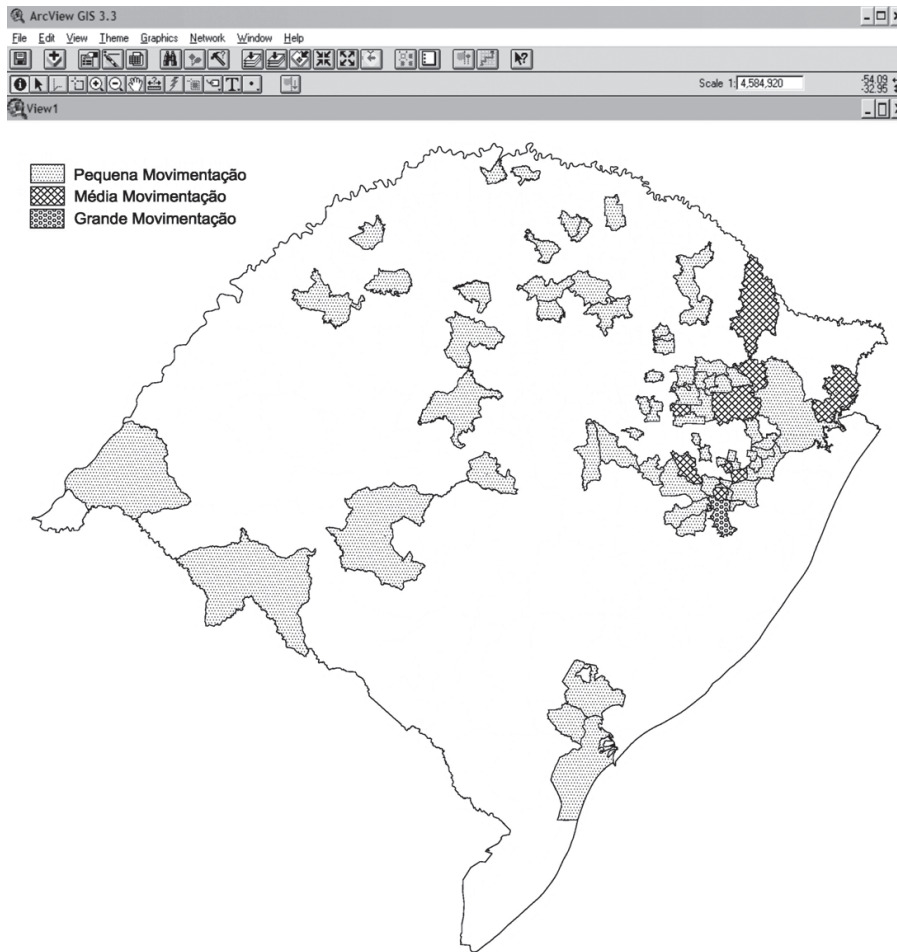 ArcView GIS 3.3
File Edit View Theme Graphics Network Window Help
Scale 1: 4,584,920
-54.09
-32.95
View1
Pequena Movimentação
Média Movimentação
Grande Movimentação